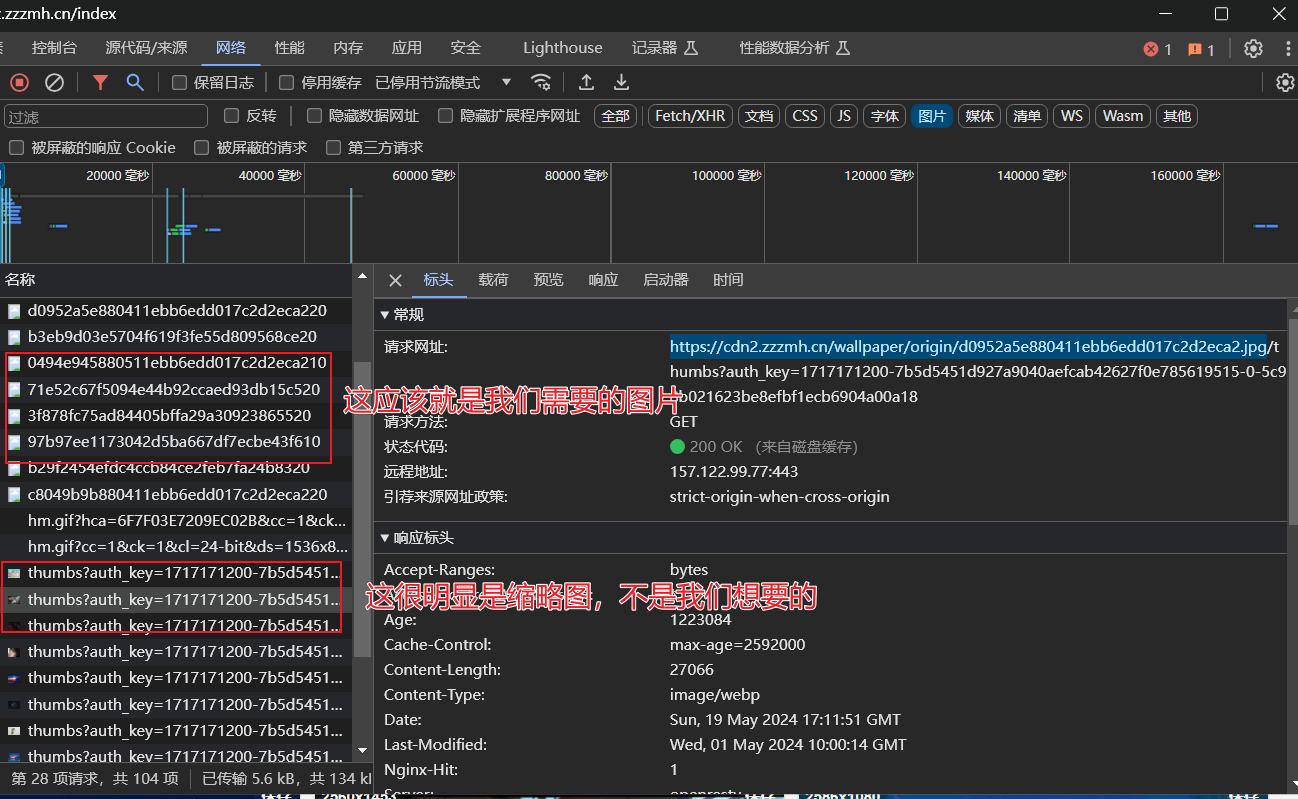 .zzzmh.cn/index
控制台 源代码/来源 网络 性能 内存 应用 安全 Lighthouse 记录器 性能数据分析 1 1
保留日志 停用缓存 已停用节流模式
过滤 反转 隐藏数据网址 隐藏扩展程序网址 全部 Fetch/XHR 文档 CSS JS 字体 图片 媒体 清单 WS Wasm 其他
被屏蔽的响应 Cookie 被屏蔽的请求 第三方请求
20000 毫秒 40000 毫秒 60000 毫秒 80000 毫秒 100000 毫秒 120000 毫秒 140000 毫秒 160000 毫秒
名称
d0952a5e880411ebb6edd017c2d2eca220
b3eb9d03e5704f619f3fe55d809568ce20
0494e945880511ebb6edd017c2d2eca210
71e52c67f5094e44b92ccaed93db15c520
3f878fc75ad84405bffa29a30923865520
97b97ee1173042d5ba667df7ecbe43f610
b29f2454efdc4ccb84ce2feb7fa24b8320
c8049b9b880411ebb6edd017c2d2eca220
hm.gif?hca=6F7F03E7209EC02B&cc=1&ck...
hm.gif?cc=1&ck=1&cl=24-bit&ds=1536x8...
thumbs?auth_key=1717171200-7b5d5451...
thumbs?auth_key=1717171200-7b5d5451...
thumbs?auth_key=1717171200-7b5d5451...
thumbs?auth_key=1717171200-7b5d5451...
thumbs?auth_key=1717171200-7b5d5451...
thumbs?auth_key=1717171200-7b5d5451...
thumbs?auth_key=1717171200-7b5d5451...
thumbs?auth_key=1717171200-7b5d5451...
第 28 项请求，共 104 项 已传输 5.6 kB，共 134 kl
这应该就是我们需要的图片
这很明显是缩略图，不是我们想要的
标头 载荷 预览 响应 启动器 时间
常规
请求网址: https://cdn2.zzzmh.cn/wallpaper/origin/d0952a5e880411ebb6edd017c2d2eca2.jpg/t
humbs?auth_key=1717171200-7b5d5451d927a9040aefcab42627f0e785619515-0-5c9
b021623be8efbf1ecb6904a00a18
请求方法: GET
状态代码: 200 OK （来自磁盘缓存）
远程地址: 157.122.99.77:443
引荐来源网址政策: strict-origin-when-cross-origin
响应标头
Accept-Ranges: bytes
Age: 1223084
Cache-Control: max-age=2592000
Content-Length: 27066
Content-Type: image/webp
Date: Sun, 19 May 2024 17:11:51 GMT
Last-Modified: Wed, 01 May 2024 10:00:14 GMT
Nginx-Hit: 1
Server: openresty